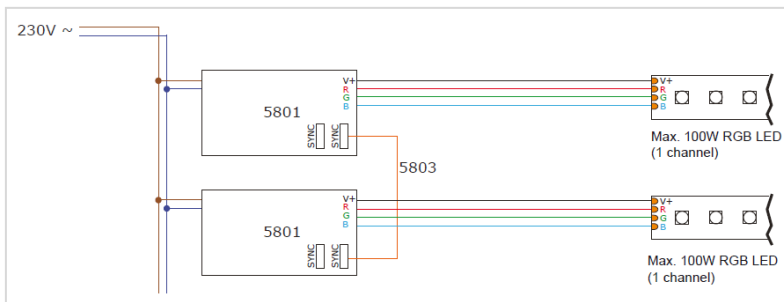 230V ~
5801
V+
R
G
B
SYNC
SYNC
V+
R
G
B
Max. 100W RGB LED
(1 channel)
5803
5801
V+
R
G
B
SYNC
SYNC
V+
R
G
B
Max. 100W RGB LED
(1 channel)